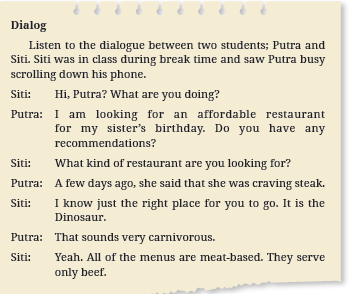 Dialog
Listen to the dialogue between two students; Putra and
Siti. Siti was in class during break time and saw Putra busy
scrolling down his phone.
Siti: Hi, Putra? What are you doing?
Putra: I am looking for an affordable restaurant
for my sister's birthday. Do you have any
recommendations?
Siti: What kind of restaurant are you looking for?
Putra: A few days ago, she said that she was craving steak.
Siti: I know just the right place for you to go. It is the
Dinosaur.
Putra: That sounds very carnivorous.
Siti: Yeah. All of the menus are meat-based. They serve
only beef.